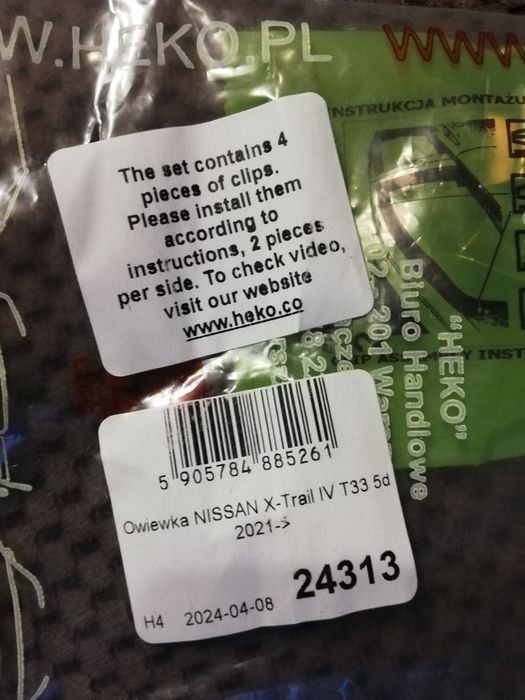 W.HEKO.PL
WWW
INSTRUKCJA MONTAŻU
The set contains 4
pieces of clips.
Please install them
according to
instructions, 2 pieces
per side. To check video,
visit our website
www.heko.co
"HEKO"
Biuro Handlowe
5 905784 885261
Owiewka NISSAN X-Trail IV T33 5d
2021->
24313
H4 2024-04-08